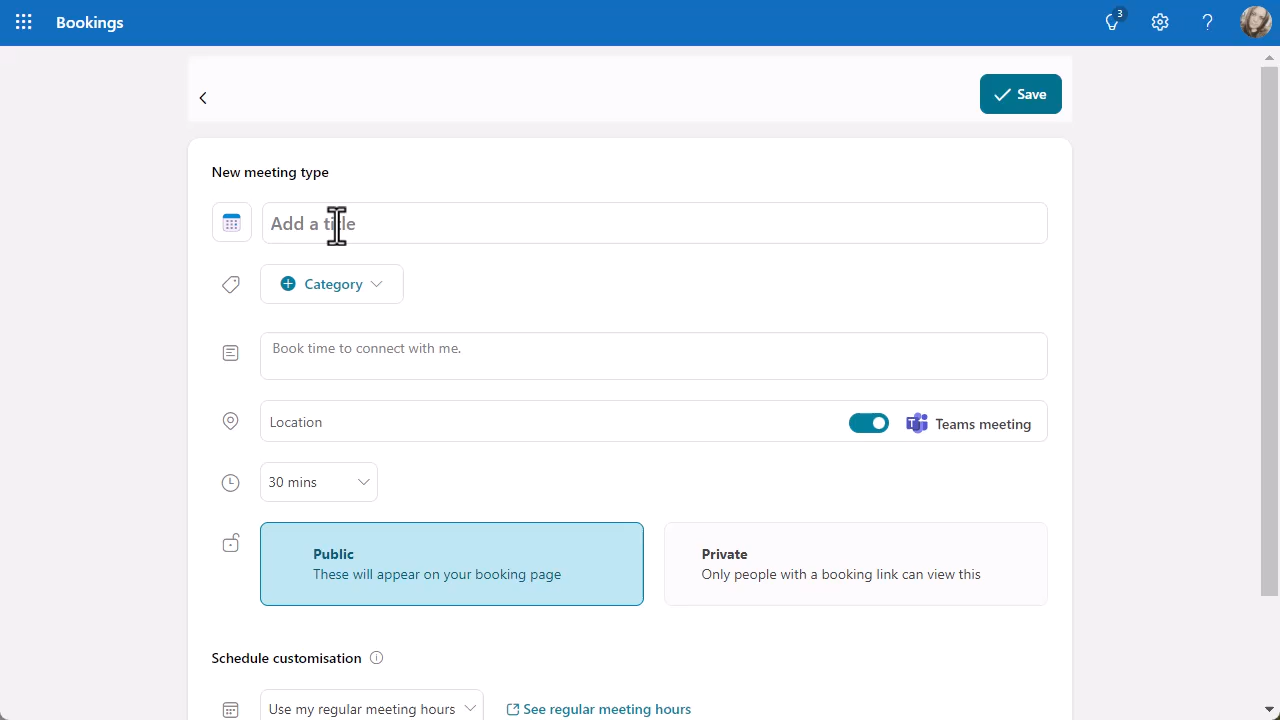 Bookings
3
Save
New meeting type
Add a title
Category
Book time to connect with me.
Location
Teams meeting
30 mins
Public
These will appear on your booking page
Private
Only people with a booking link can view this
Schedule customisation
Use my regular meeting hours
See regular meeting hours